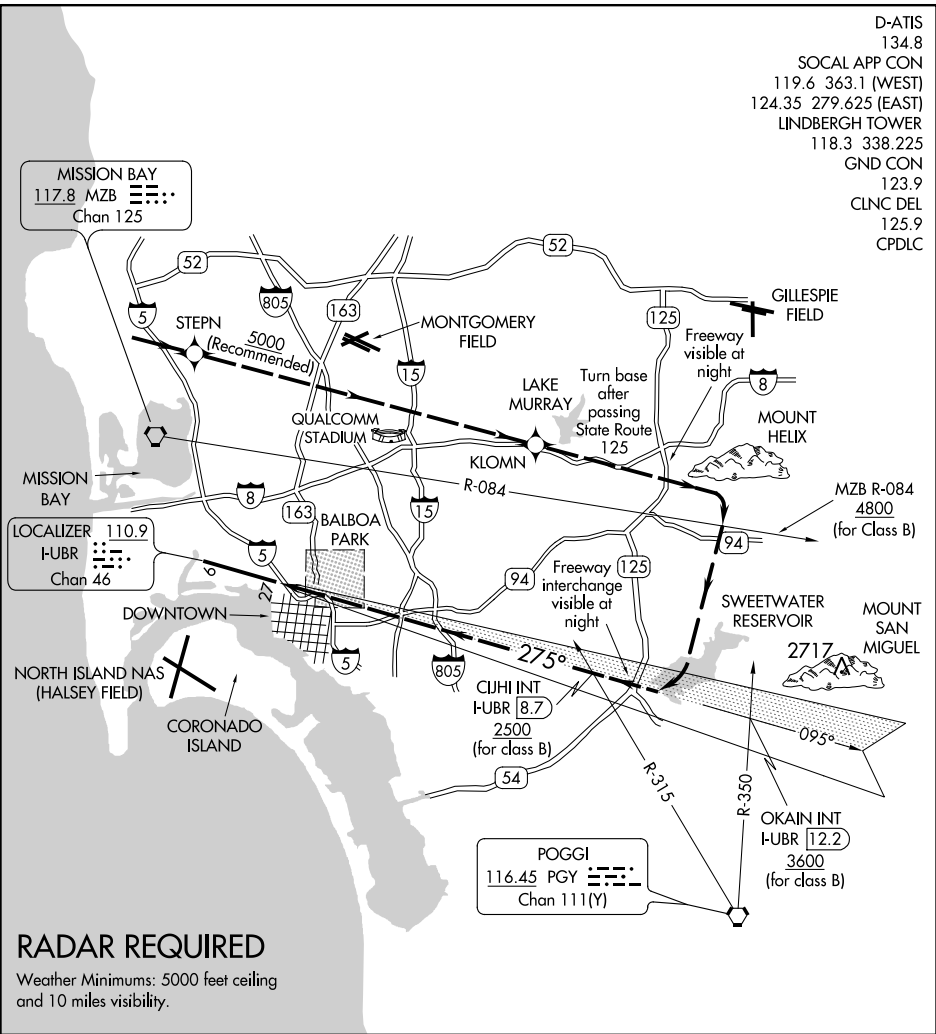 D-ATIS
134.8
SOCAL APP CON
119.6 363.1 (WEST)
124.35 279.625 (EAST)
LINDBERGH TOWER
118.3 338.225
GND CON
123.9
CLNC DEL
125.9
CPDLC
MISSION BAY
117.8 MZB
Chan 125
52
52
5
805
163
125
GILLESPIE
FIELD
STEPN
5000
(Recommended)
MONTGOMERY
FIELD
15
Freeway
visible at
night
8
LAKE
MURRAY
Turn base
after
passing
State Route
125
QUALCOMM
STADIUM
KLOMN
MOUNT
HELIX
MISSION
BAY
R-084
MZB R-084
4800
(for Class B)
8
163
15
94
LOCALIZER 110.9
I-UBR
Chan 46
5
BALBOA
PARK
9
27
94
125
Freeway
interchange
visible at
night
DOWNTOWN
5
805
275°
SWEETWATER
RESERVOIR
MOUNT
SAN
MIGUEL
2717
NORTH ISLAND NAS
(HALSEY FIELD)
CORONADO
ISLAND
CIJHI INT
I-UBR 8.7
2500
(for class B)
095°
54
R-315
R-350
OKAIN INT
I-UBR 12.2
3600
(for class B)
POGGI
116.45 PGY
Chan 111(Y)
RADAR REQUIRED
Weather Minimums: 5000 feet ceiling
and 10 miles visibility.